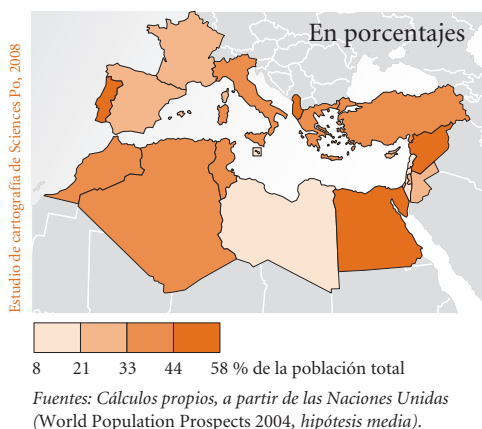 En porcentajes
Estudio de cartografía de Sciences Po, 2008
8 21 33 44 58 % de la población total
Fuentes: Cálculos propios, a partir de las Naciones Unidas
(World Population Prospects 2004, hipótesis media).